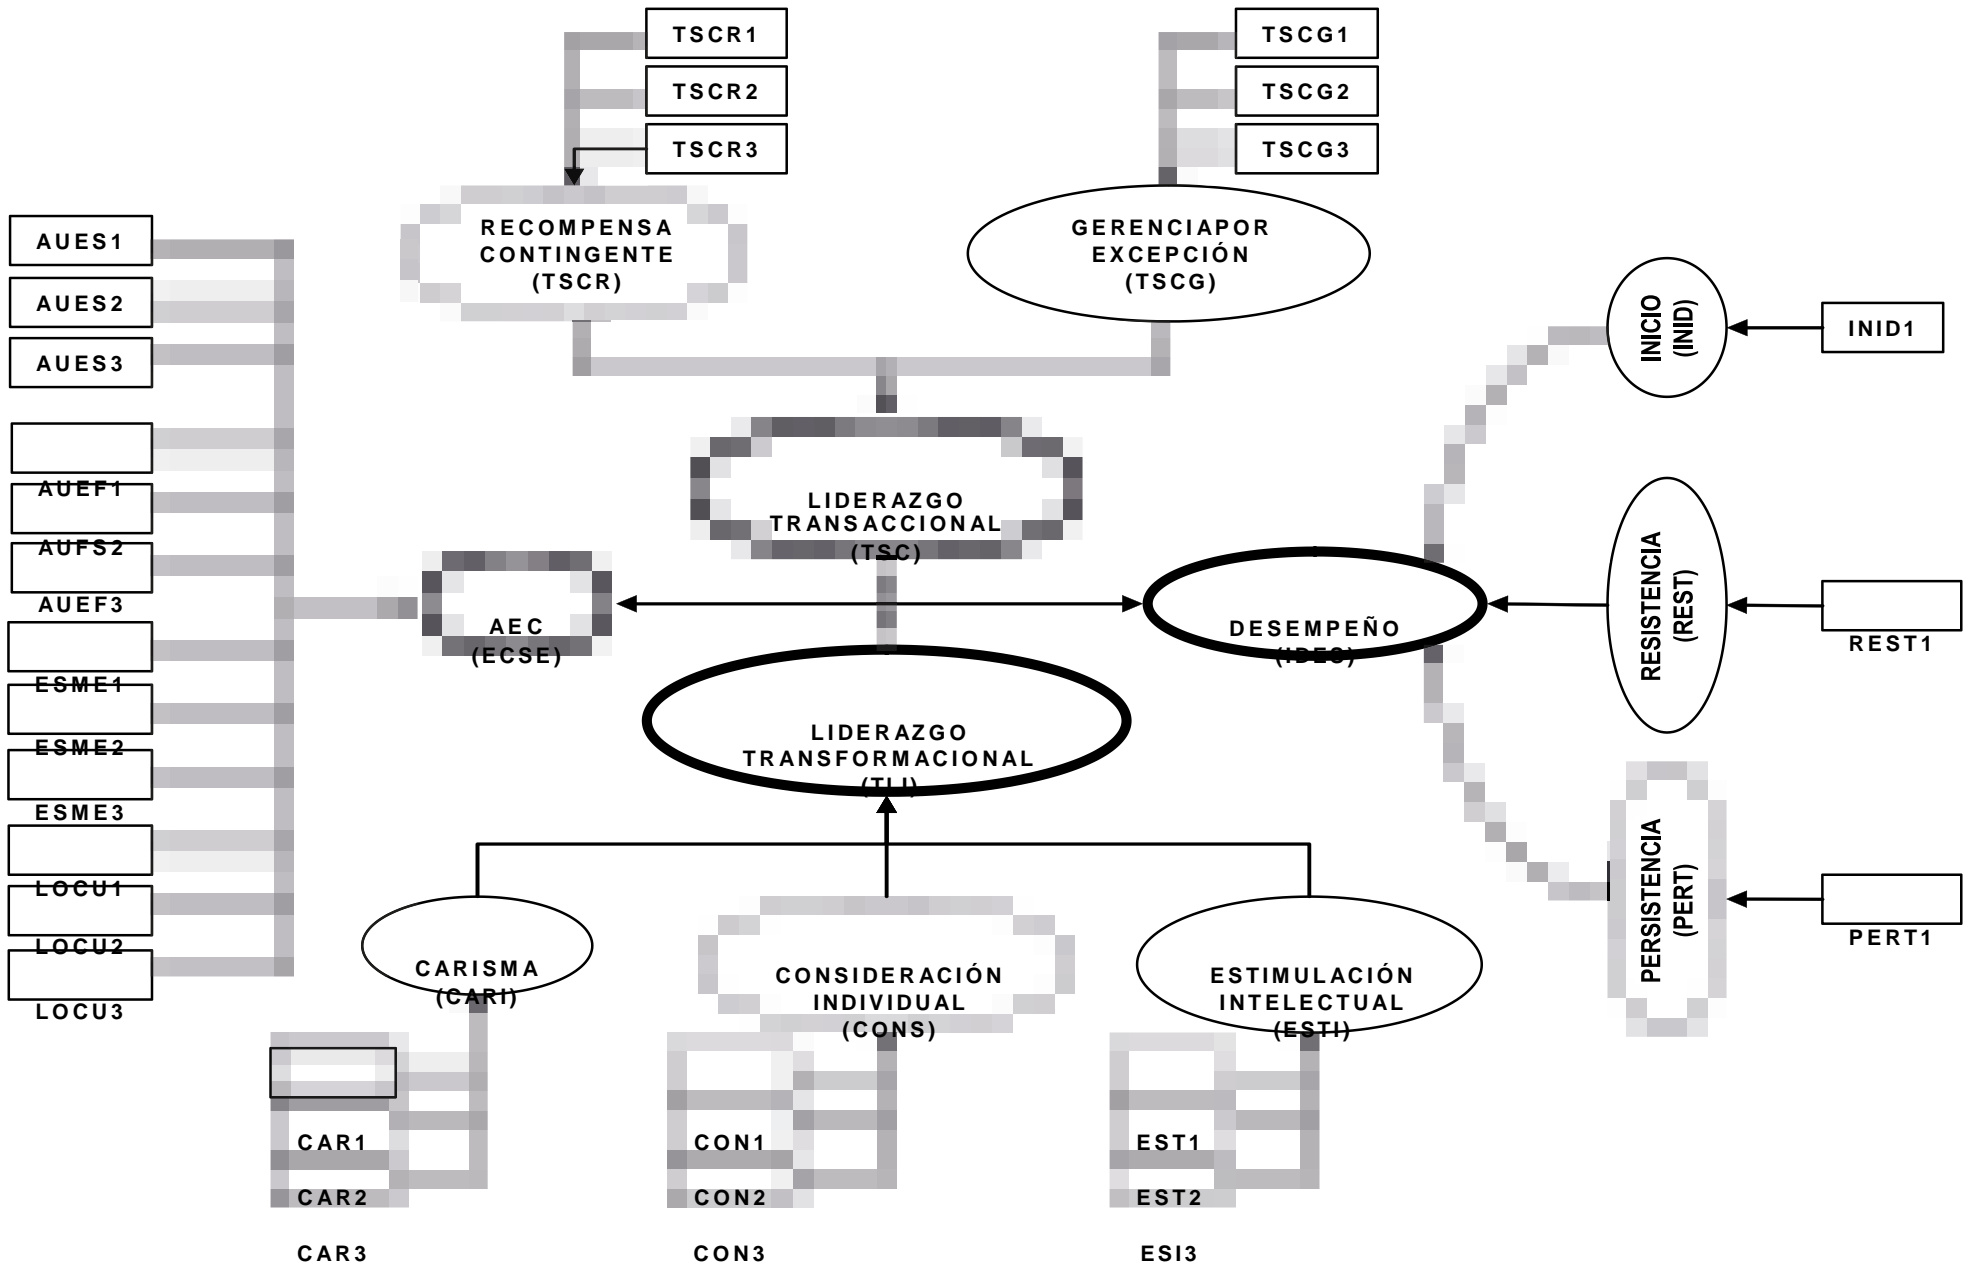 TSCR1
TSCR2
TSCR3
TSCG1
TSCG2
TSCG3
RECOMPENSA
CONTINGENTE
(TSCR)
GERENCIAPOR
EXCEPCIÓN
(TSCG)
AUES1
AUES2
AUES3
AUEF1
AUFS2
AUEF3
ESME1
ESME2
ESME3
LOCU1
LOCU2
LOCU3
LIDERAZGO
TRANSACCIONAL
(TSC)
AEC
(ECSE)
DESEMPEÑO
(IDES)
LIDERAZGO
TRANSFORMACIONAL
(TLI)
INICIO
(INID)
INID1
RESISTENCIA
(REST)
REST1
PERSISTENCIA
(PERT)
PERT1
CARISMA
(CARI)
CONSIDERACIÓN
INDIVIDUAL
(CONS)
ESTIMULACIÓN
INTELECTUAL
(ESTI)
CAR1
CAR2
CAR3
CON1
CON2
CON3
EST1
EST2
ESI3